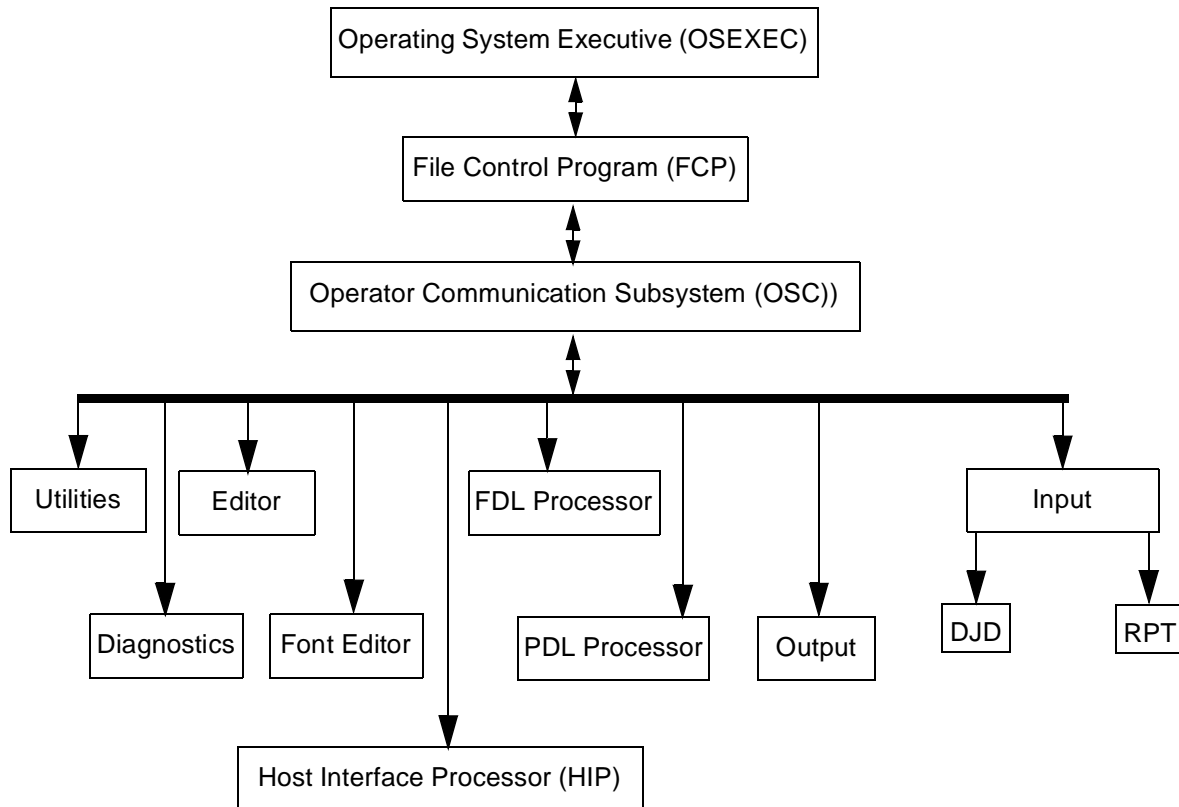 Operating System Executive (OSEXEC)
File Control Program (FCP)
Operator Communication Subsystem (OSC))
Utilities
Editor
FDL Processor
Input
Diagnostics
Font Editor
PDL Processor
Output
DJD
RPT
Host Interface Processor (HIP)